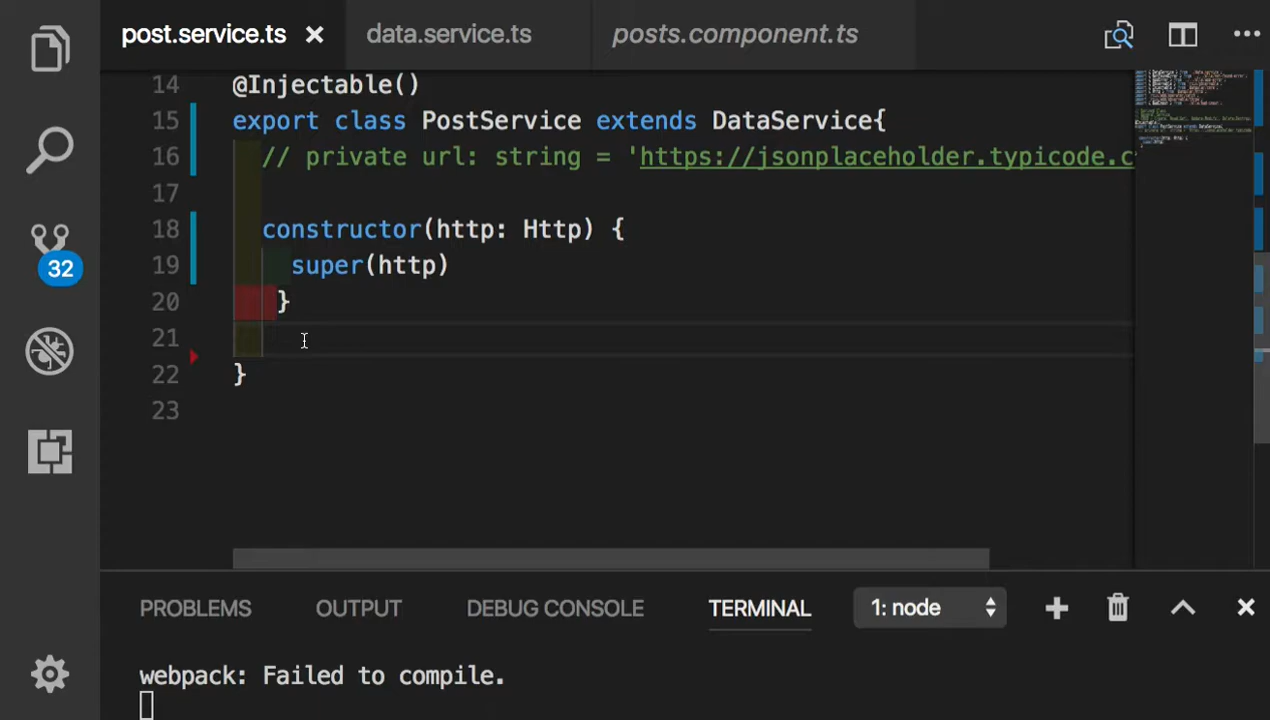 post.service.ts data.service.ts posts.component.ts
14 @Injectable()
15 export class PostService extends DataService{
16 // private url: string = 'https://jsonplaceholder.typicode.c
17
18 constructor(http: Http) {
19 super(http)
20 }
21
22 }
23
32
PROBLEMS OUTPUT DEBUG CONSOLE TERMINAL 1: node
webpack: Failed to compile.